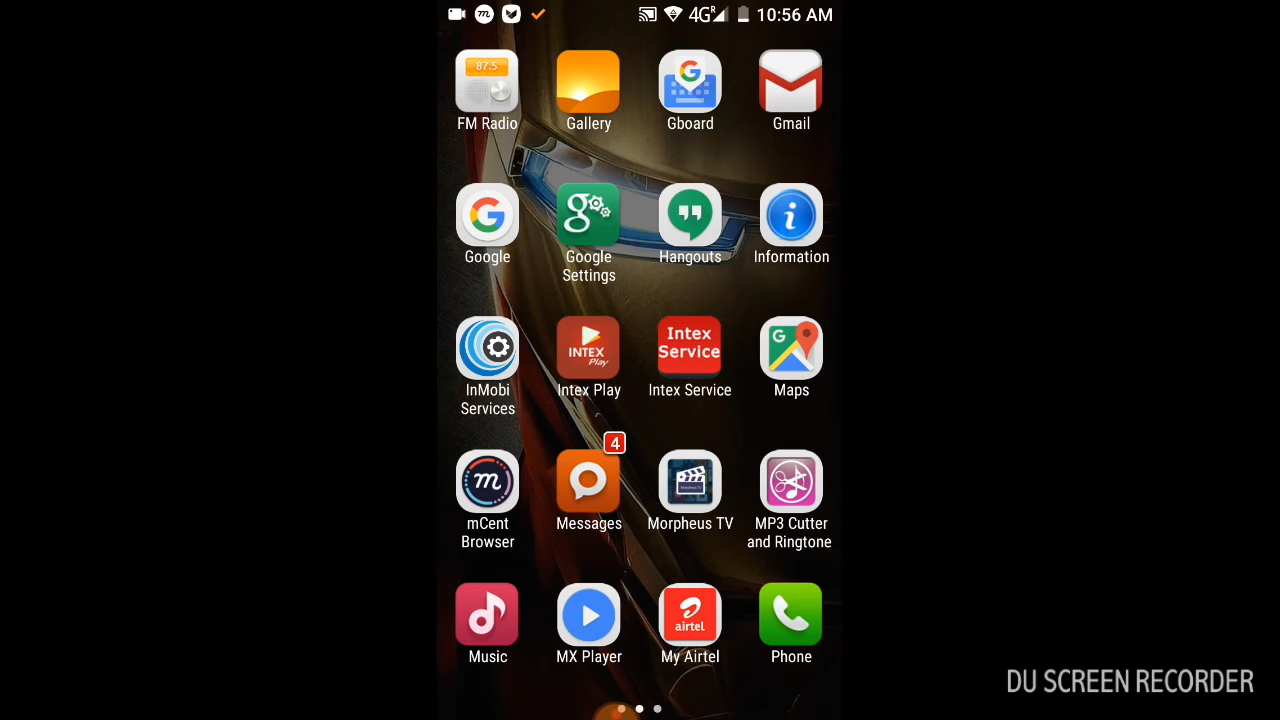 4G R 10:56 AM
87.5
FM Radio Gallery Gboard Gmail
Google Google Settings Hangouts Information
INTEX Play
Intex Service
InMobi Services Intex Play Intex Service Maps
4
mCent Browser Messages Morpheus TV MP3 Cutter and Ringtone
airtel
Music MX Player My Airtel Phone
DU SCREEN RECORDER